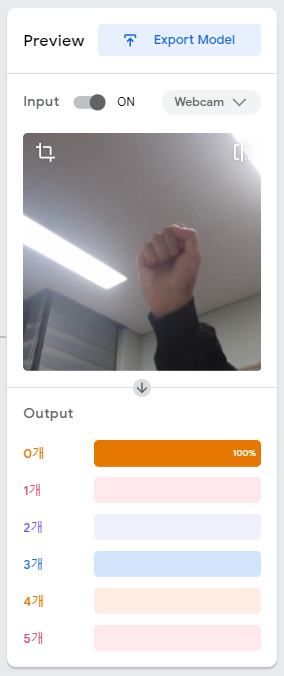 Preview
Export Model
Input ON Webcam
Output
0개 100%
1개
2개
3개
4개
5개